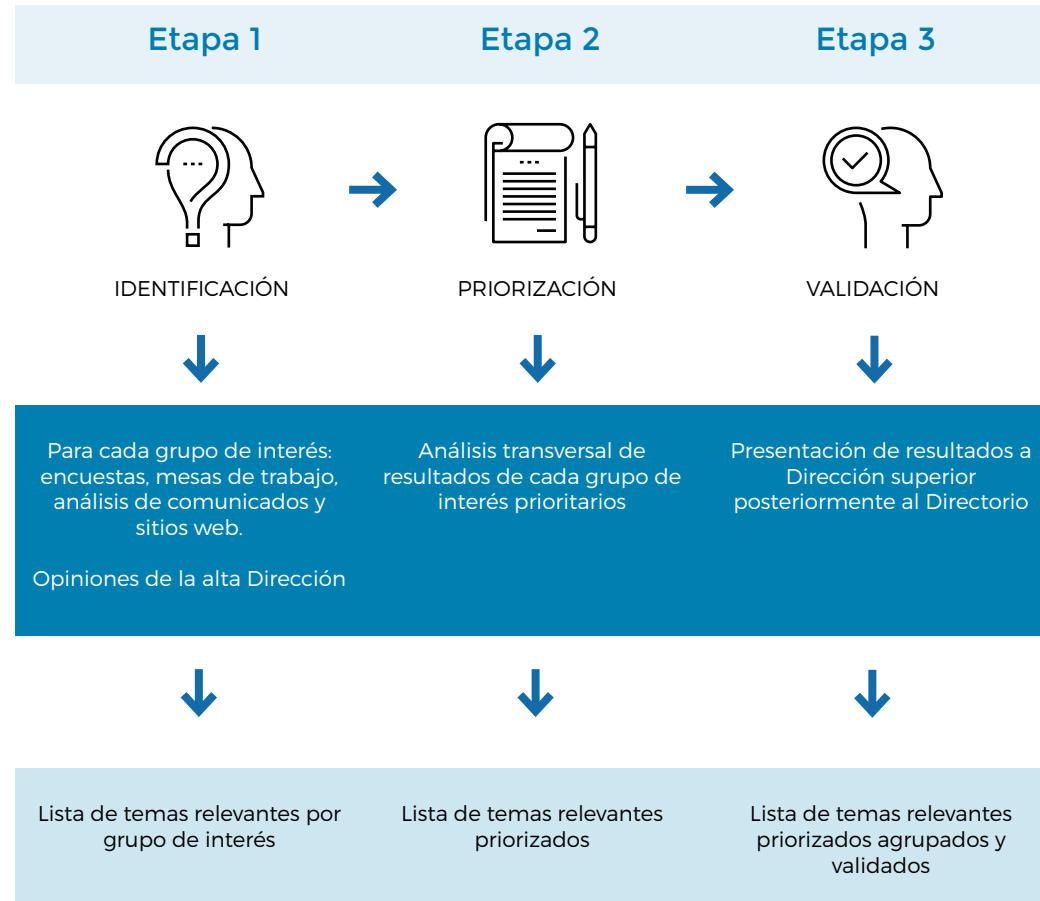 Etapa 1
Etapa 2
Etapa 3
IDENTIFICACIÓN
PRIORIZACIÓN
VALIDACIÓN
Para cada grupo de interés:
encuestas, mesas de trabajo,
análisis de comunicados y
sitios web.
Opiniones de la alta Dirección
Análisis transversal de
resultados de cada grupo de
interés prioritarios
Presentación de resultados a
Dirección superior
posteriormente al Directorio
Lista de temas relevantes por
grupo de interés
Lista de temas relevantes
priorizados
Lista de temas relevantes
priorizados agrupados y
validados